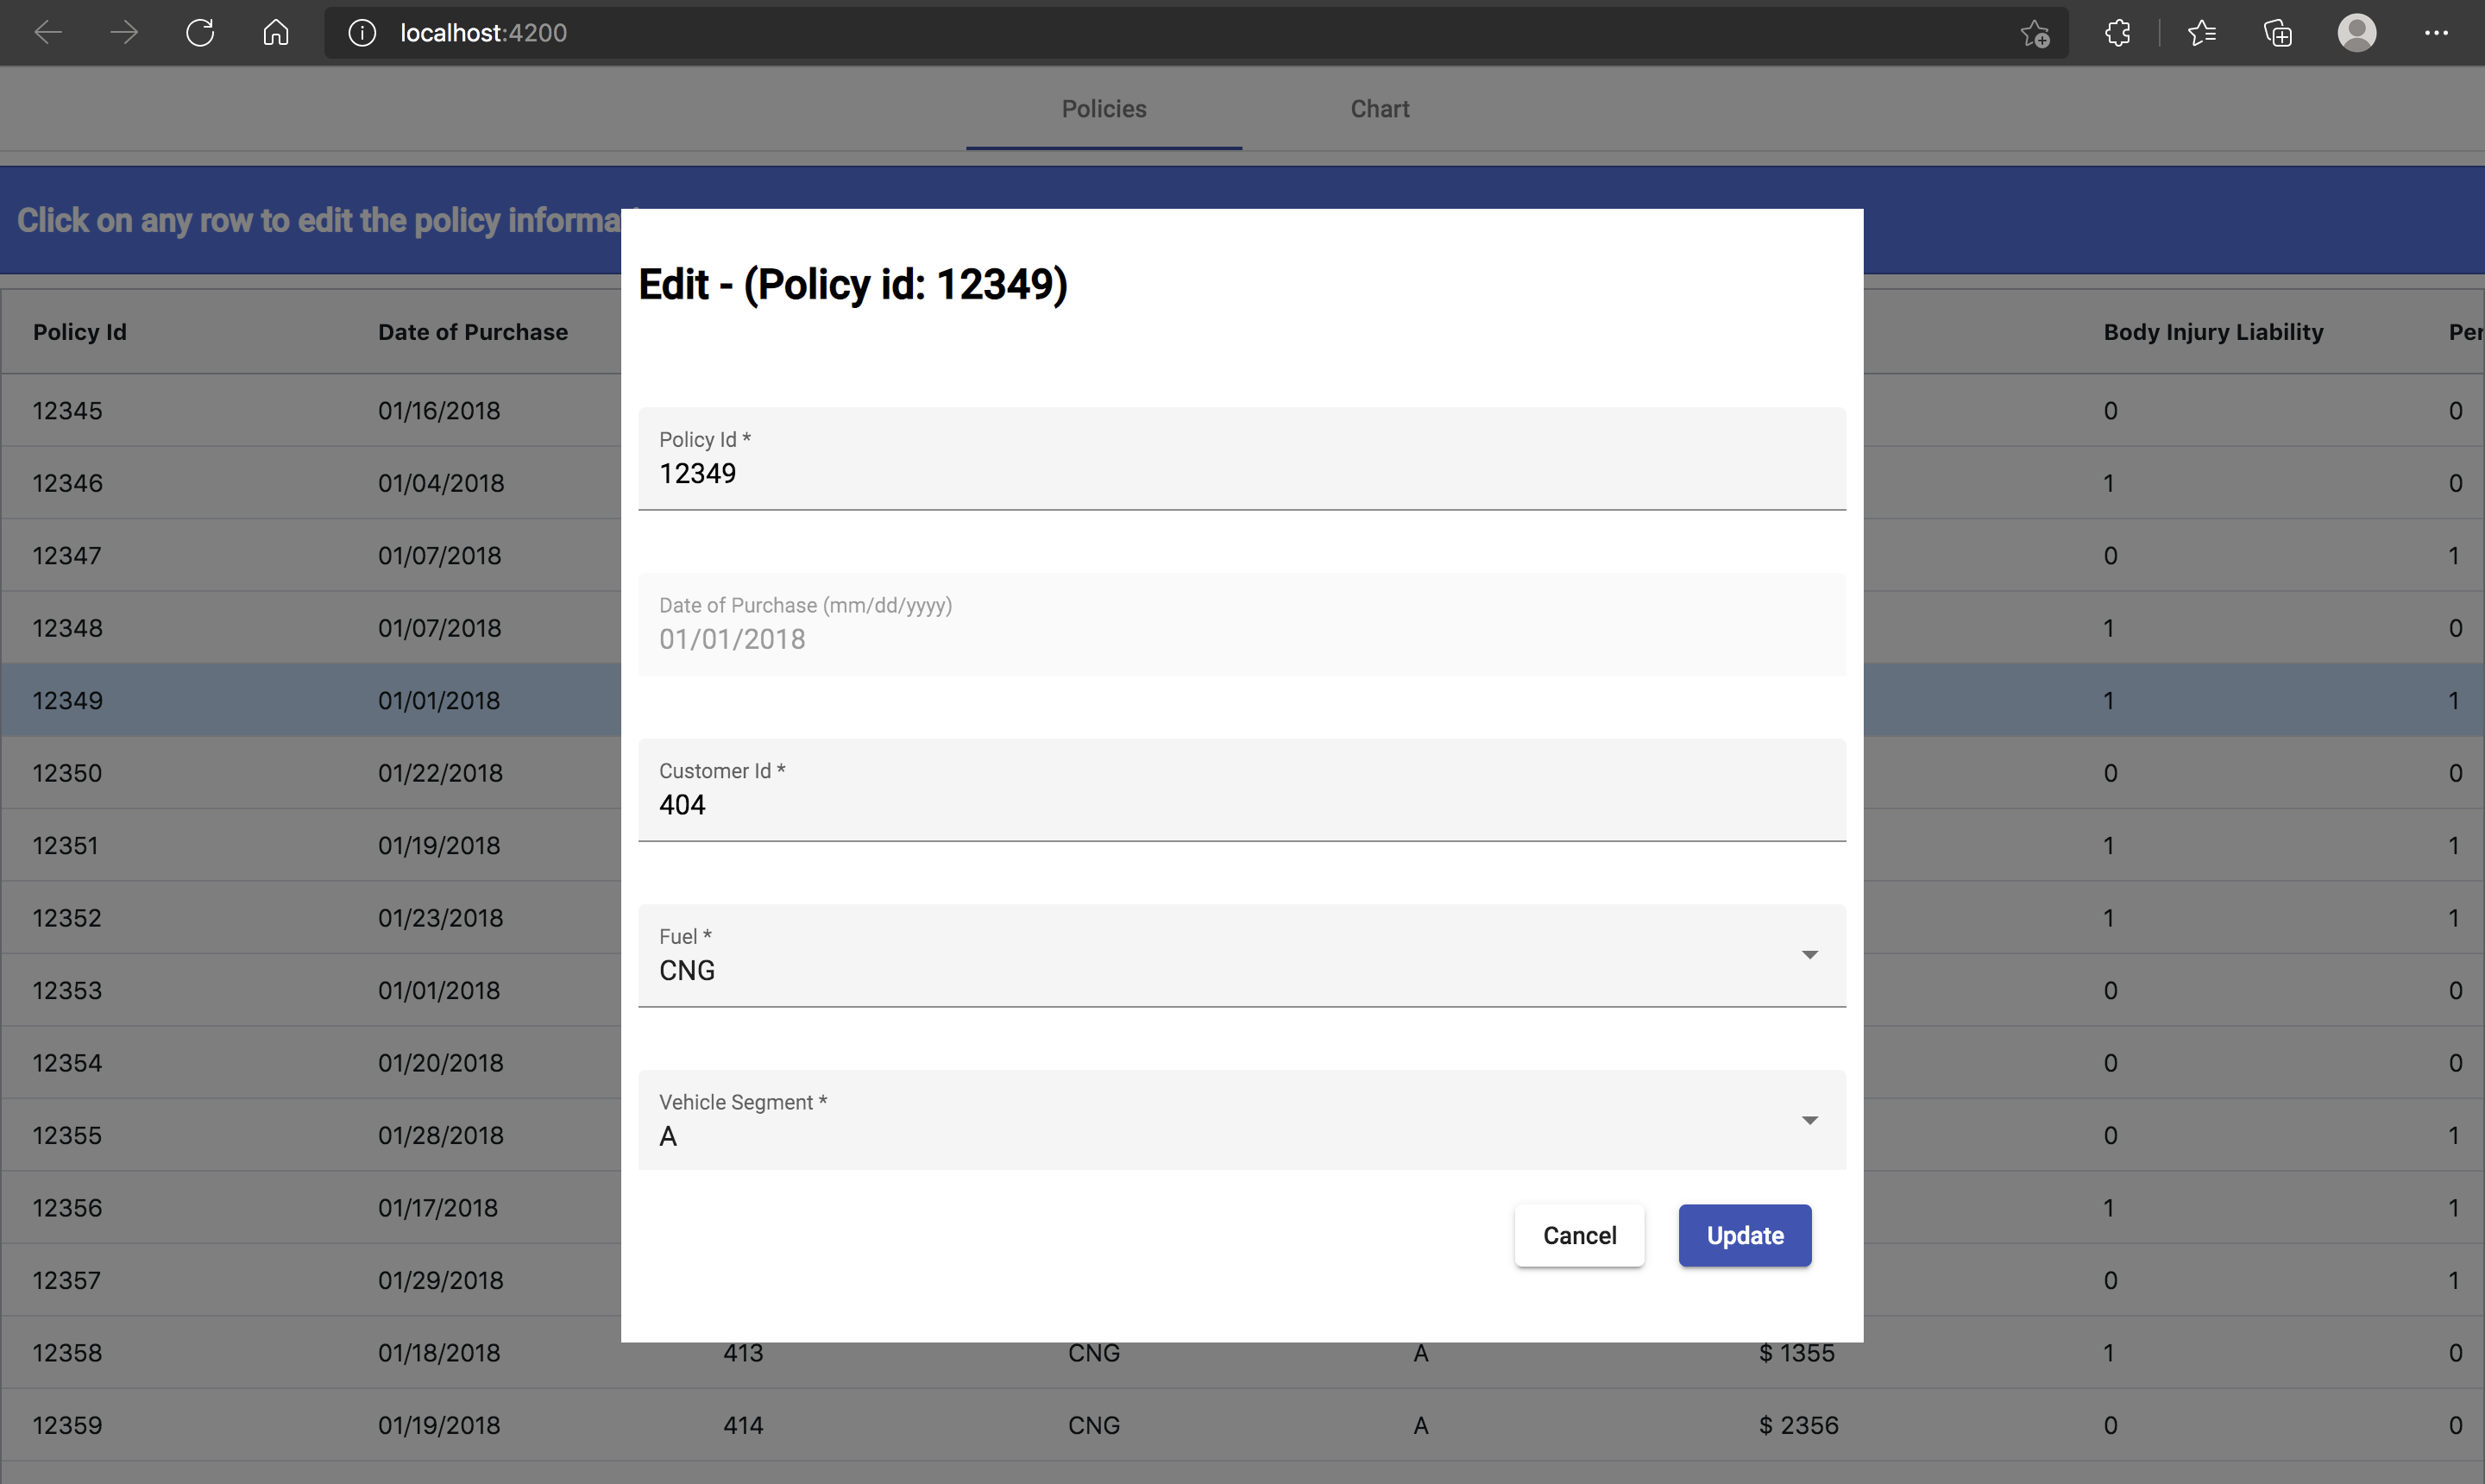 localhost:4200
Policies Chart
Click on any row to edit the policy
Edit - (Policy id: 12349)
Policy Id Date of Purchase Body Injury Liability
12345 01/16/2018 0 0
12346 01/04/2018 1 0
12347 01/07/2018 0 1
12348 01/07/2018 1 0
12349 01/01/2018 1 1
12350 01/22/2018 0 0
12351 01/19/2018 1 1
12352 01/23/2018 1 1
12353 01/01/2018 0 0
12354 01/20/2018 0 0
12355 01/28/2018 0 1
12356 01/17/2018 1 1
12357 01/29/2018 0 1
12358 01/18/2018 413 CNG A $ 1355 1 0
12359 01/19/2018 414 CNG A $ 2356 0 0
Policy Id *
12349
Date of Purchase (mm/dd/yyyy)
01/01/2018
Customer Id *
404
Fuel *
CNG
Vehicle Segment *
A
Cancel Update